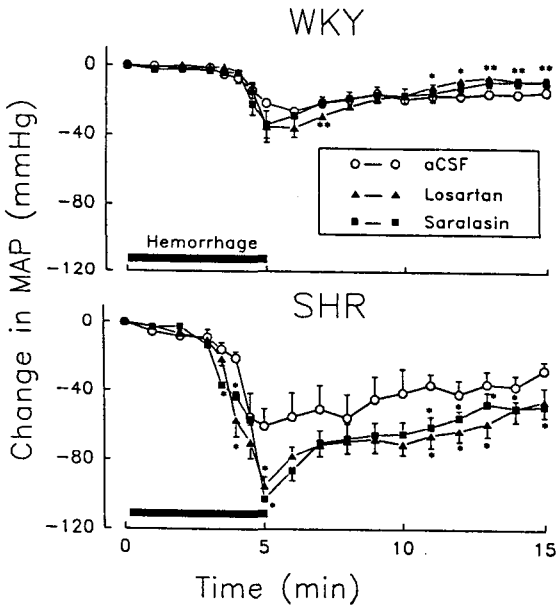 WKY
0
−40
−80
−120
* * ** ** **
**
aCSF
Losartan
Saralasin
Hemorrhage
Change in MAP (mmHg)
SHR
0
−40
−80
−120
0 5 10 15
Time (min)